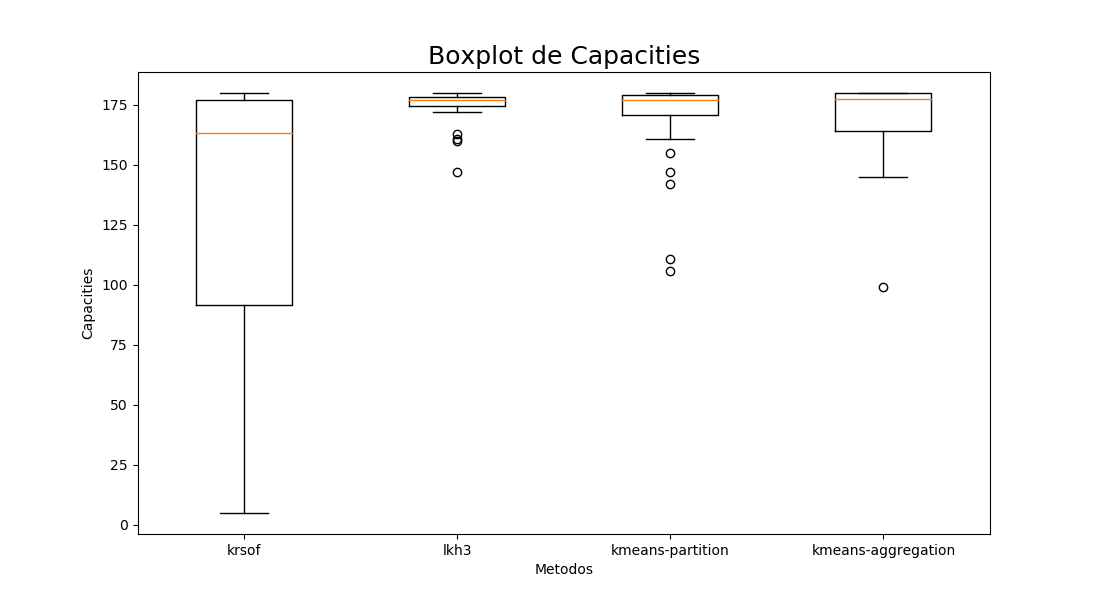 Boxplot de Capacities
Capacities
175
150
125
100
75
50
25
0
krsof lkh3 kmeans-partition kmeans-aggregation
Metodos